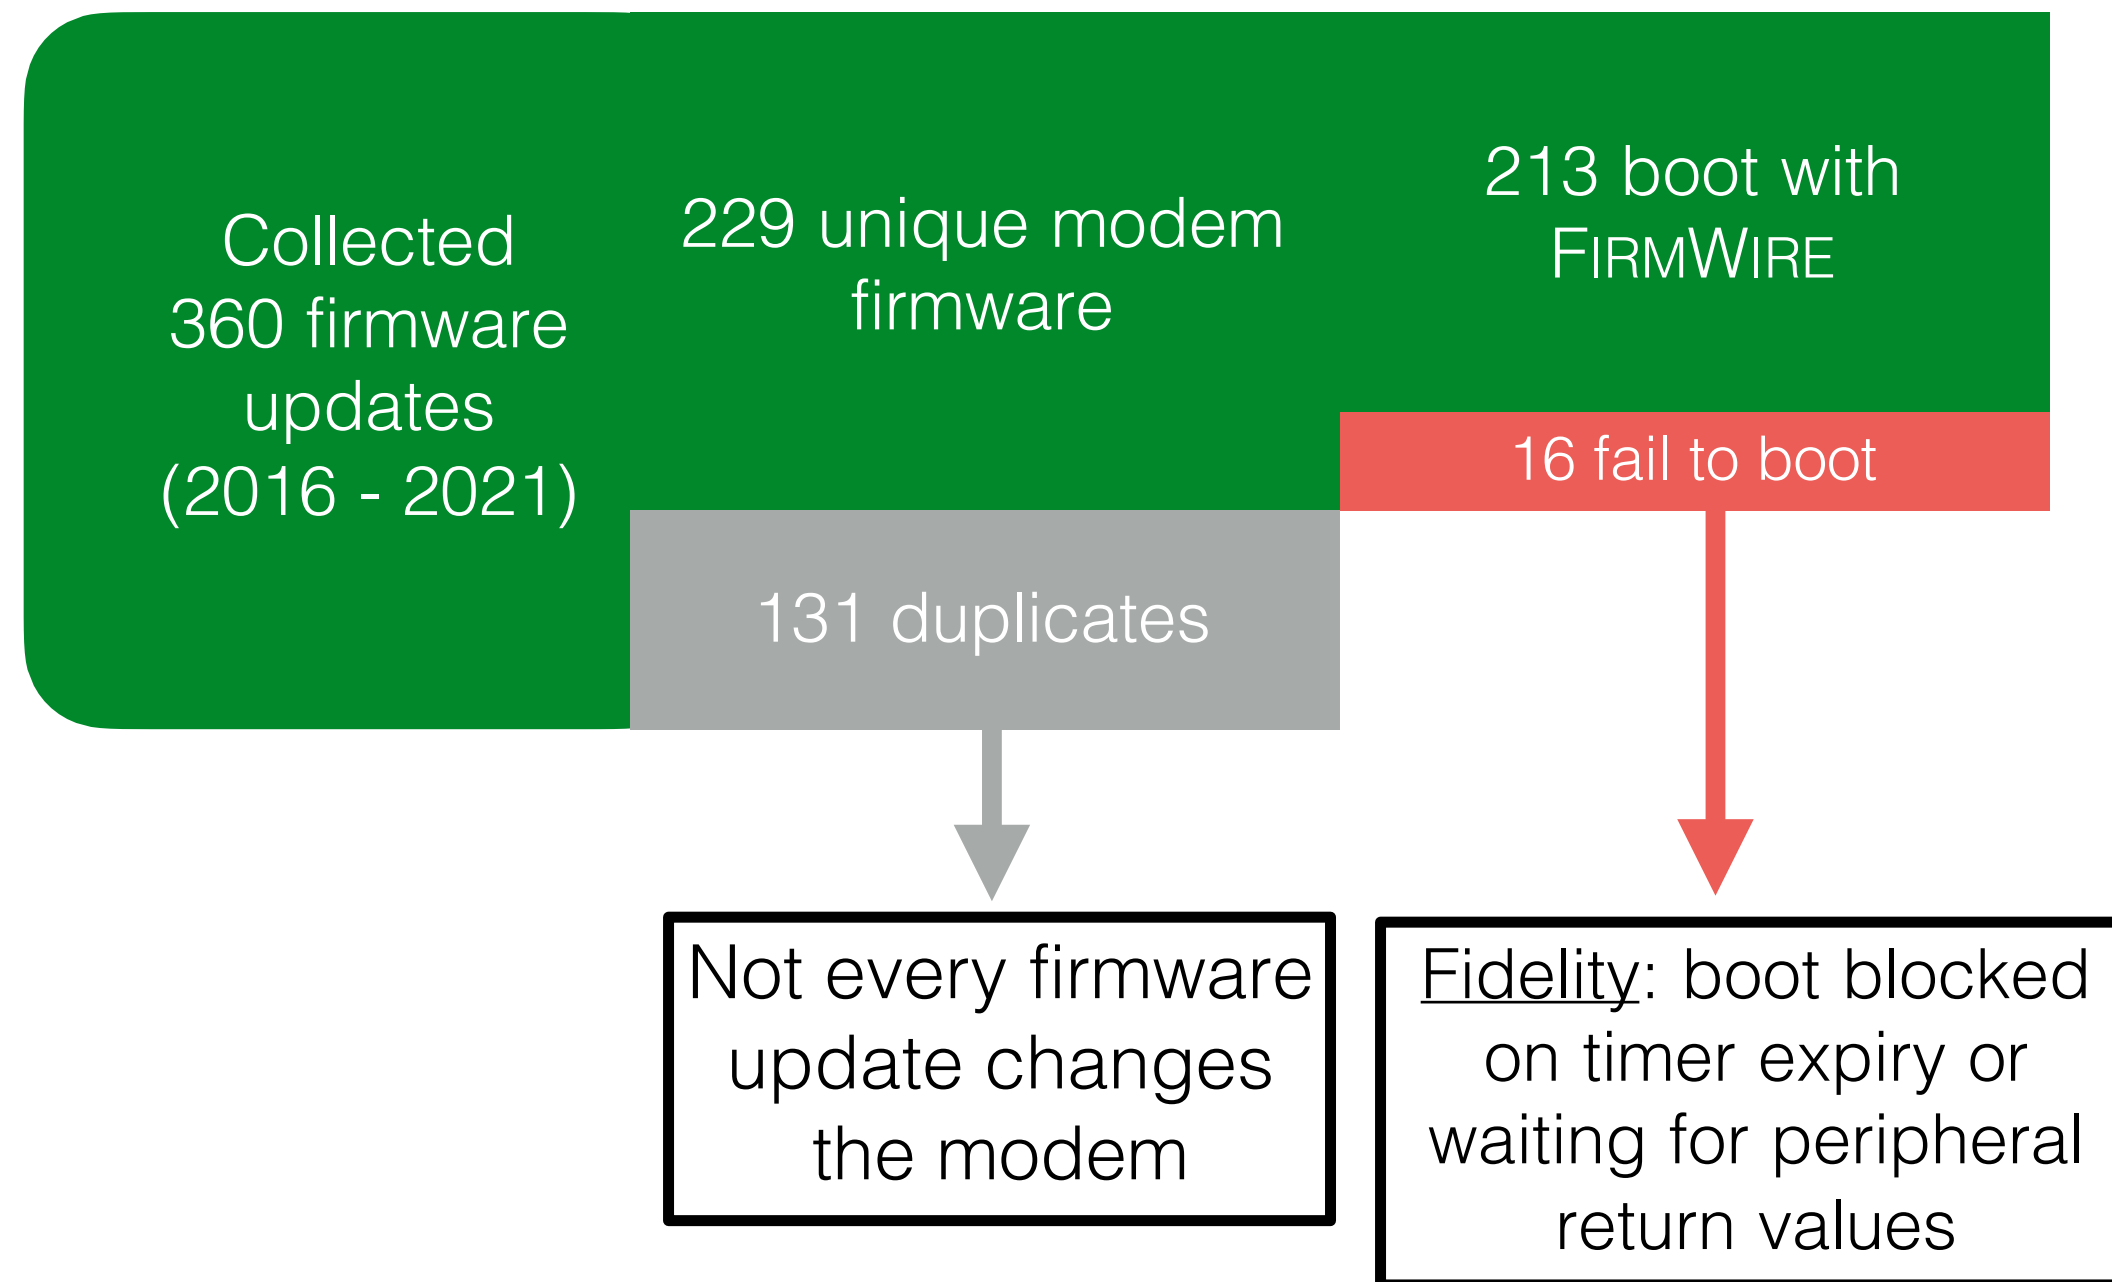 Collected
360 firmware
updates
(2016 - 2021)
229 unique modem
firmware
213 boot with
FIRMWIRE
16 fail to boot
131 duplicates
Not every firmware
update changes
the modem
Fidelity: boot blocked
on timer expiry or
waiting for peripheral
return values